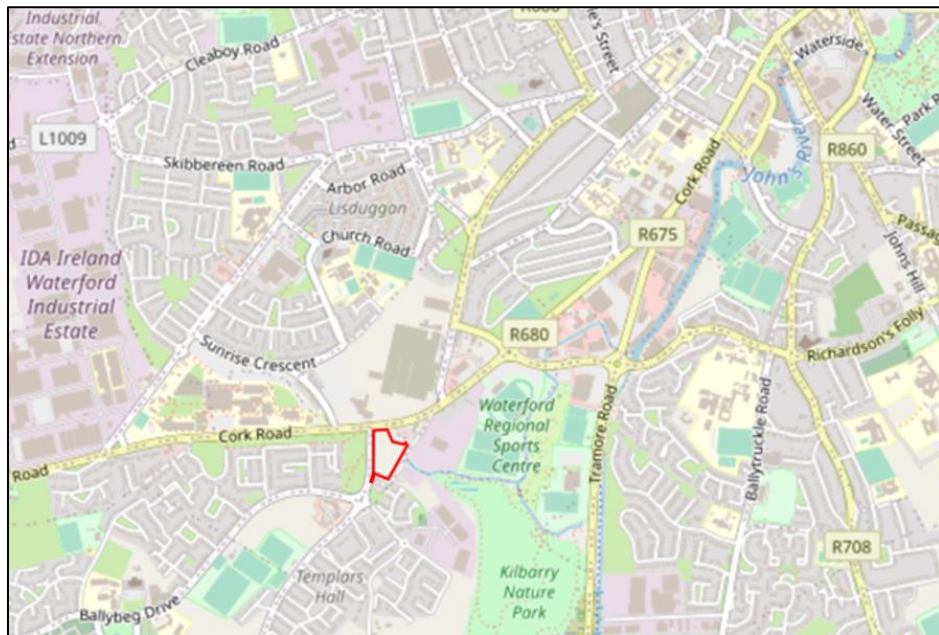 Industrial
Estate Northern
Extension
Cleaboy Road
Waterside
Water Street
Park R
L1009
Skibbereen Road
R860
Arbor Road
Lisduggan
Cork Road
John's River
Church Road
R675
Passag
Johns Hill
IDA Ireland
Waterford
Industrial
Estate
Sunrise Crescent
R680
Richardson's Folly
Waterford
Regional
Sports
Centre
Tramore Road
Ballytruckle Road
Cork Road
Road
Kilbarry
Nature
Park
R708
Templars
Hall
Ballybeg Drive